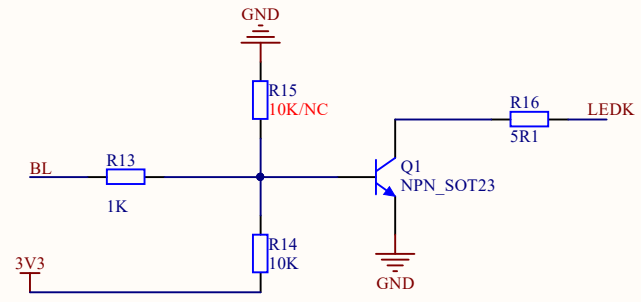 GND
R15
10K/NC
R16
LEDK
5R1
BL
R13
1K
Q1
NPN_SOT23
R14
10K
3V3
GND